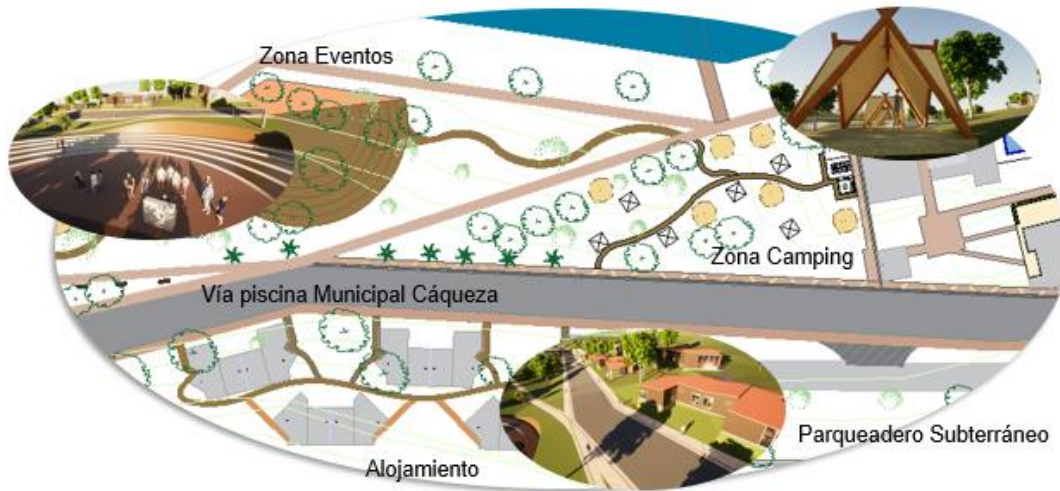 Zona Eventos
Zona Camping
Vía piscina Municipal Cáqueza
Parqueadero Subterráneo
Alojamiento